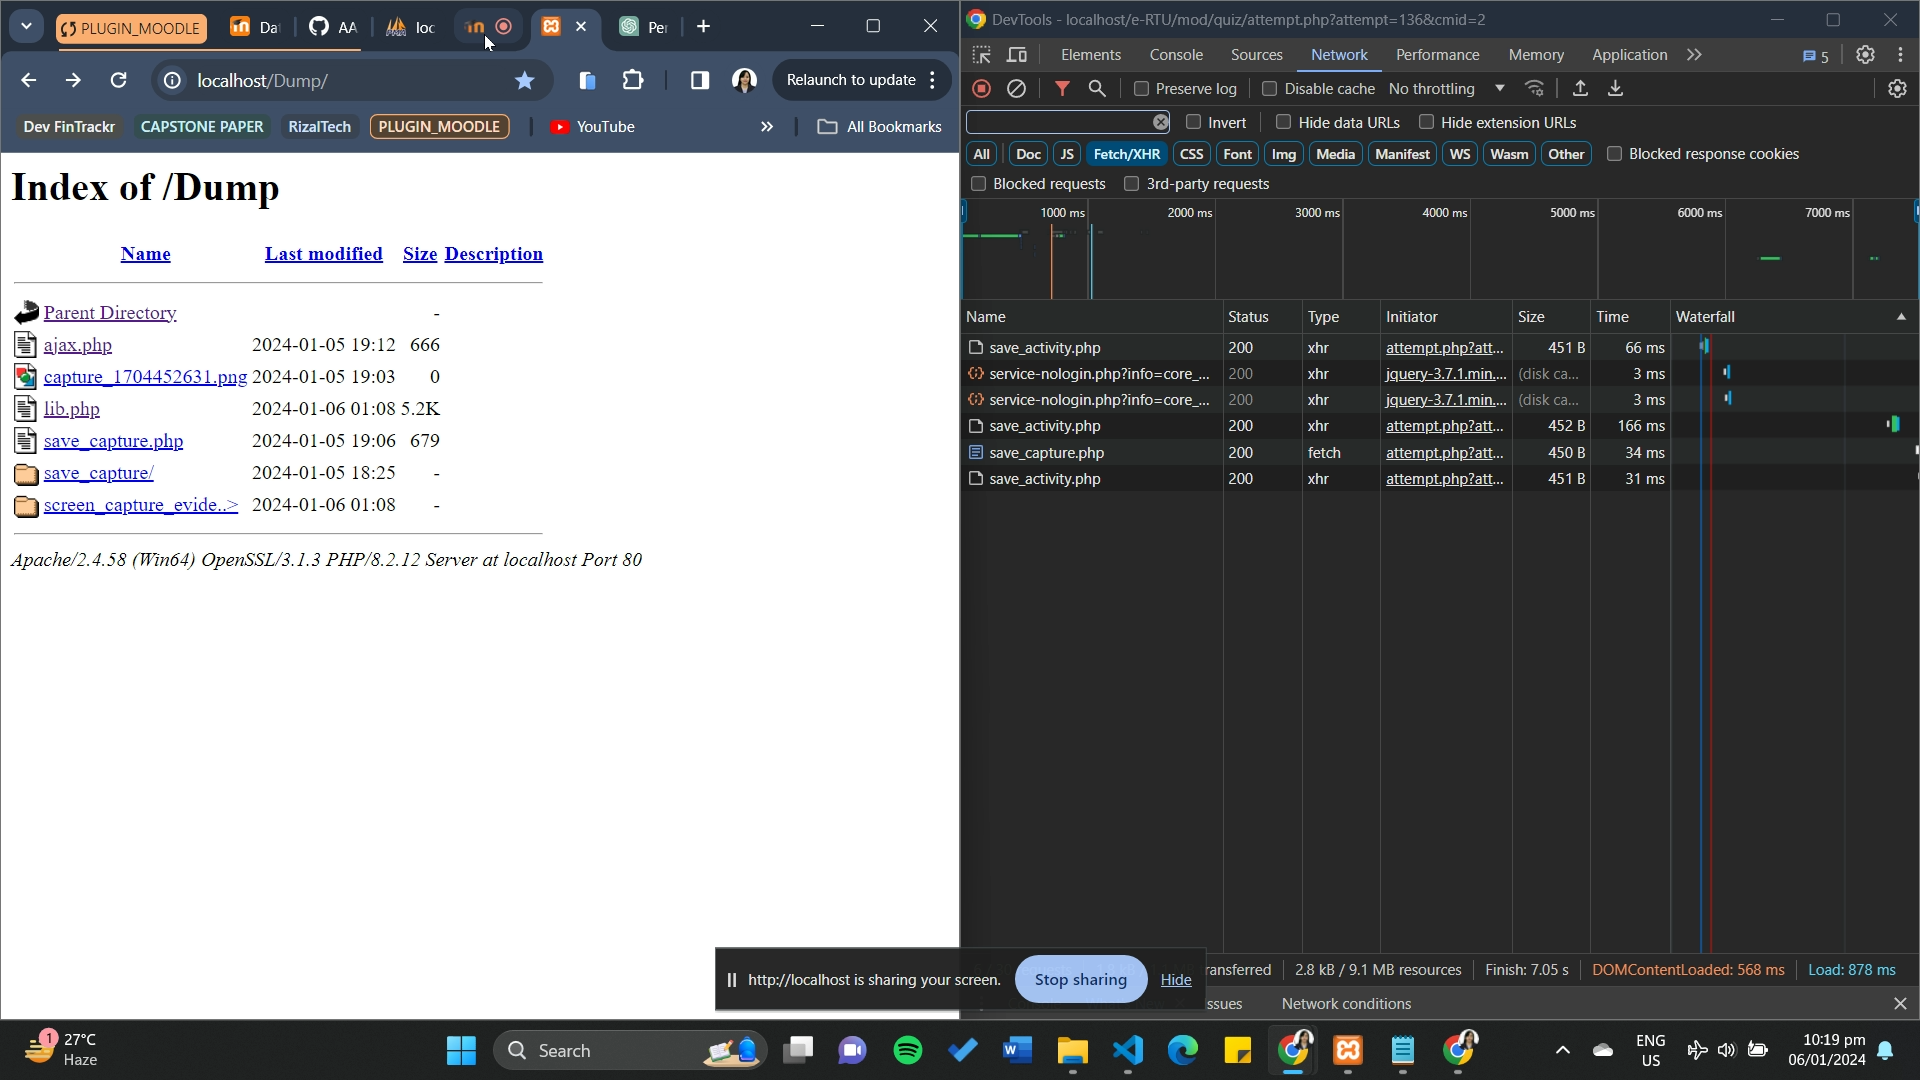 PLUGIN_MOODLE
Da
AA
loc
Per
localhost/Dump/
Relaunch to update
Dev FinTrackr
CAPSTONE PAPER
RizalTech
PLUGIN_MOODLE
YouTube
»
All Bookmarks
Index of /Dump
Name Last modified Size Description
Parent Directory -
ajax.php 2024-01-05 19:12 666
capture_1704452631.png 2024-01-05 19:03 0
lib.php 2024-01-06 01:08 5.2K
save_capture.php 2024-01-05 19:06 679
save_capture/ 2024-01-05 18:25 -
screen_capture_evide..> 2024-01-06 01:08 -
Apache/2.4.58 (Win64) OpenSSL/3.1.3 PHP/8.2.12 Server at localhost Port 80
DevTools - localhost/e-RTU/mod/quiz/attempt.php?attempt=136&cmid=2
Elements Console Sources Network Performance Memory Application » 5
Preserve log Disable cache No throttling
Invert Hide data URLs Hide extension URLs
All Doc JS Fetch/XHR CSS Font Img Media Manifest WS Wasm Other Blocked response cookies
Blocked requests 3rd-party requests
1000 ms 2000 ms 3000 ms 4000 ms 5000 ms 6000 ms 7000 ms
Name Status Type Initiator Size Time Waterfall
save_activity.php 200 xhr attempt.php?att... 451 B 66 ms
service-nologin.php?info=core_... 200 xhr jquery-3.7.1.min.... (disk ca... 3 ms
service-nologin.php?info=core_... 200 xhr jquery-3.7.1.min.... (disk ca... 3 ms
save_activity.php 200 xhr attempt.php?att... 452 B 166 ms
save_capture.php 200 fetch attempt.php?att... 450 B 34 ms
save_activity.php 200 xhr attempt.php?att... 451 B 31 ms
ansferred 2.8 kB / 9.1 MB resources Finish: 7.05 s DOMContentLoaded: 568 ms Load: 878 ms
ssues Network conditions
http://localhost is sharing your screen. Stop sharing Hide
1
27°C
Haze
Search
ENG
US
10:19 pm
06/01/2024